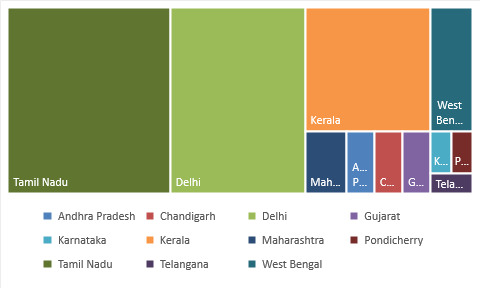 Tamil Nadu
Delhi
Kerala
West
Ben...
Mah...
A...
P...
C...
G...
K...
P...
Tela...
Andhra Pradesh
Chandigarh
Delhi
Gujarat
Karnataka
Kerala
Maharashtra
Pondicherry
Tamil Nadu
Telangana
West Bengal